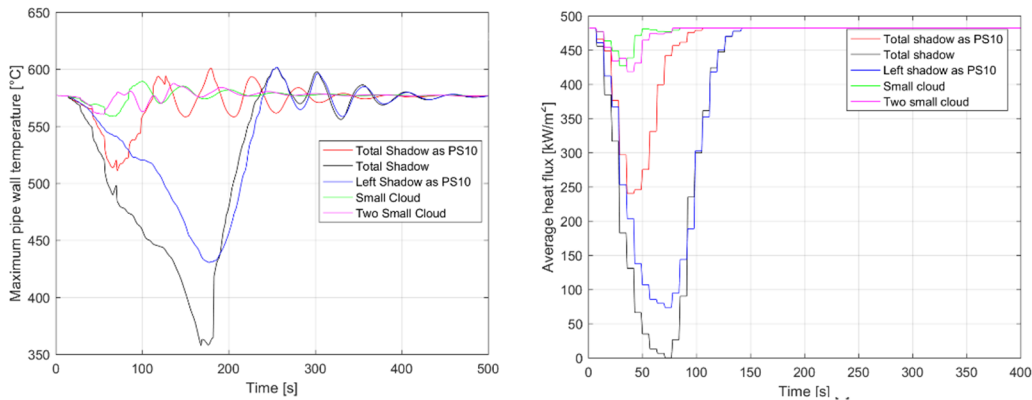 650
600
550
500
450
400
350
0
100
200
300
400
500
Maximum pipe wall temperature [°C]
Time [s]
Total Shadow as PS10
Total Shadow
Left Shadow as PS10
Small Cloud
Two Small Cloud
500
450
400
350
300
250
200
150
100
50
0
0
50
100
150
200
250
300
350
400
Average heat flux [kW/m²]
Time [s]
Total shadow as PS10
Total shadow
Left shadow as PS10
Small cloud
Two small cloud